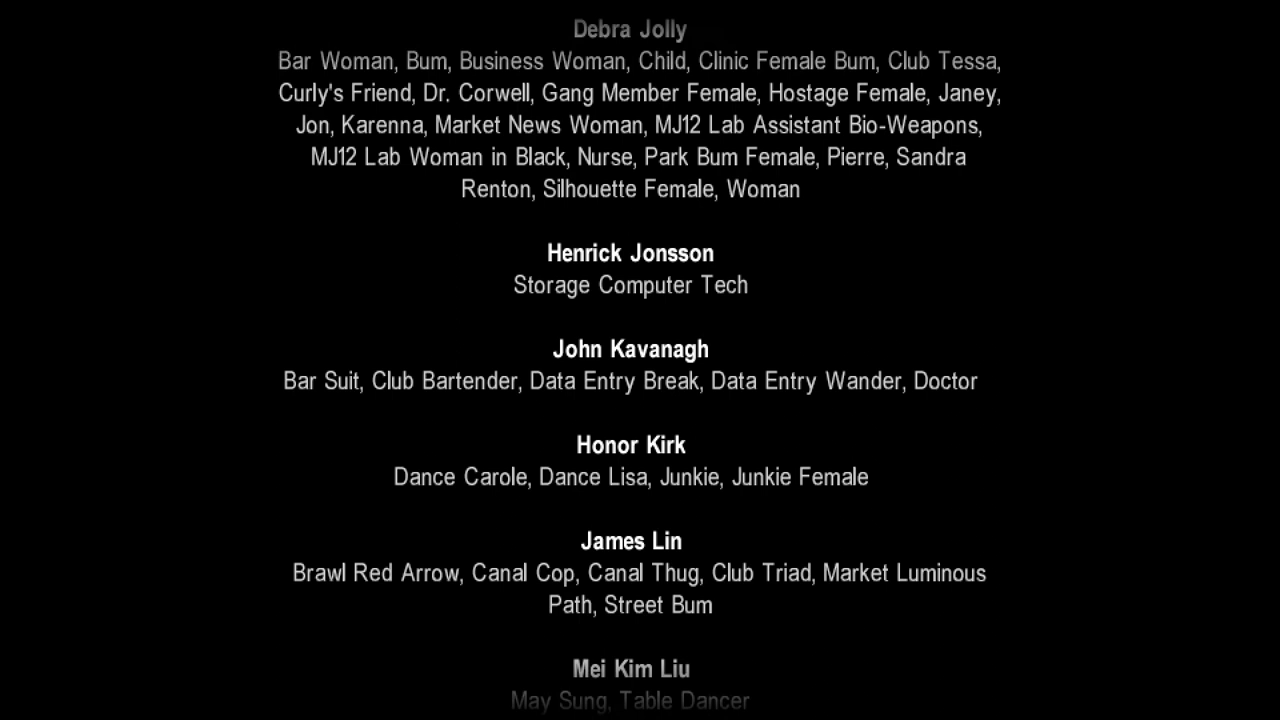 Debra Jolly
Bar Woman, Bum, Business Woman, Child, Clinic Female Bum, Club Tessa,
Curly's Friend, Dr. Corwell, Gang Member Female, Hostage Female, Janey,
Jon, Karenna, Market News Woman, MJ12 Lab Assistant Bio-Weapons,
MJ12 Lab Woman in Black, Nurse, Park Bum Female, Pierre, Sandra
Renton, Silhouette Female, Woman
Henrick Jonsson
Storage Computer Tech
John Kavanagh
Bar Suit, Club Bartender, Data Entry Break, Data Entry Wander, Doctor
Honor Kirk
Dance Carole, Dance Lisa, Junkie, Junkie Female
James Lin
Brawl Red Arrow, Canal Cop, Canal Thug, Club Triad, Market Luminous
Path, Street Bum
Mei Kim Liu
May Sung, Table Dancer